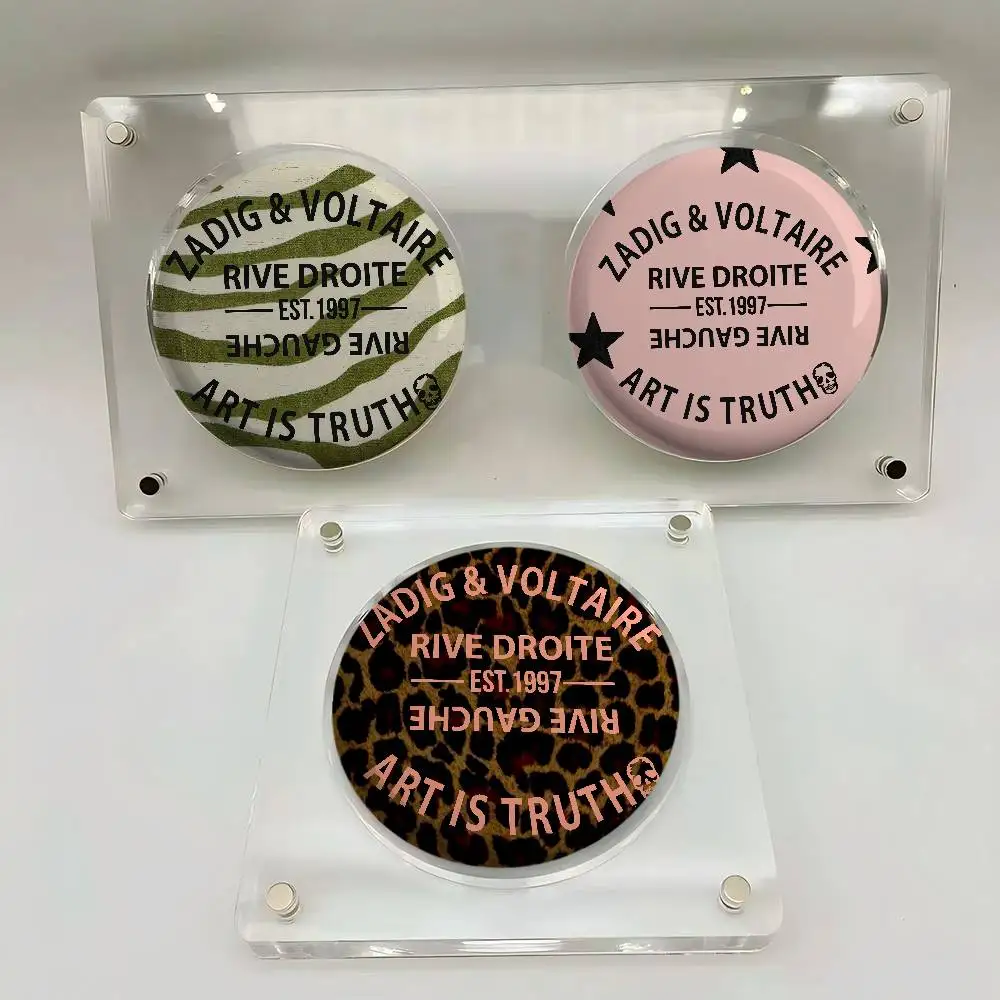 ZADIG & VOLTAIRE
RIVE DROITE
EST. 1997
RIVE GAUCHE
ART IS TRUTH
ZADIG & VOLTAIRE
RIVE DROITE
EST. 1997
RIVE GAUCHE
ART IS TRUTH
ZADIG & VOLTAIRE
RIVE DROITE
EST. 1997
RIVE GAUCHE
ART IS TRUTH